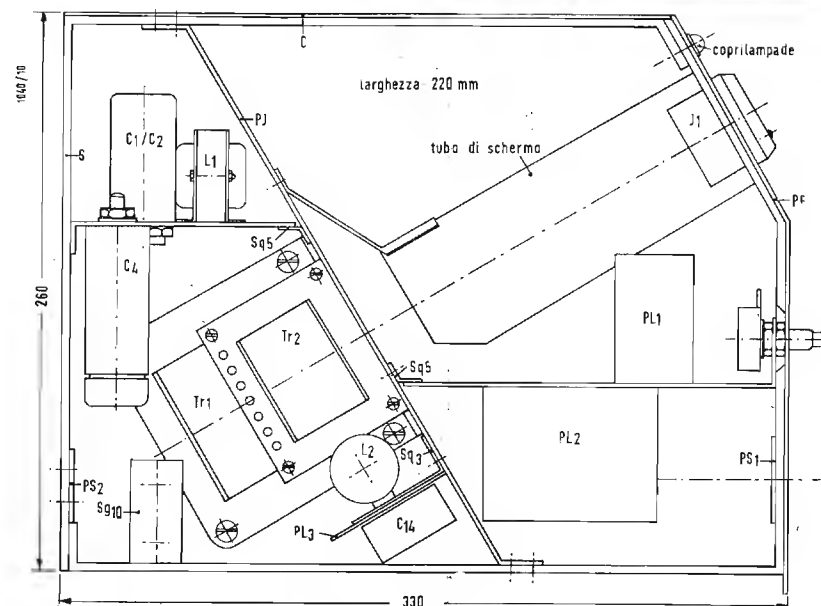 1040/10
C
coprilampade
larghezza 220 mm
C1/C2
PJ
J1
L1
tubo di schermo
S
PF
Sq5
C4
260
PL1
Tr2
Sq5
Tr1
PL2
L2
Sq3
PS1
PS2
Sg10
C14
PL3
330